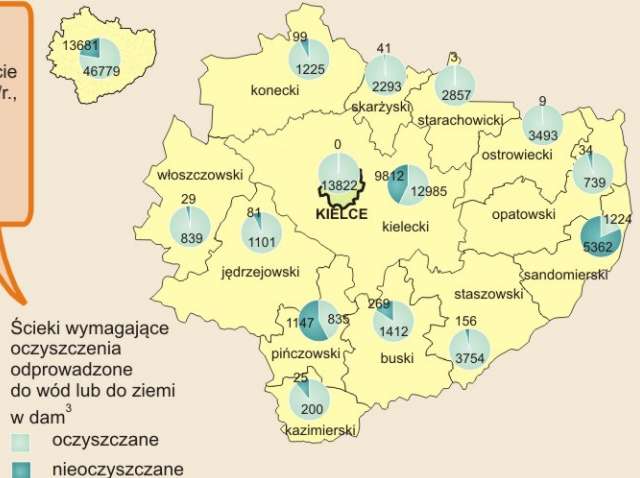 cie
/r.,
13681
46779
99
1225
konecki
41
2293
skarżyski
3
2857
starachowicki
9
3493
ostrowiecki
34
739
opatowski
włoszczowski
29
839
0
13822
KIELCE
9812
12985
kielecki
81
1101
jędrzejowski
1224
5362
sandomierski
staszowski
156
3754
269
1412
buski
1147
835
pińczowski
25
200
kazimierski
Ścieki wymagające
oczyszczenia
odprowadzone
do wód lub do ziemi
w dam³
oczyszczane
nieoczyszczane